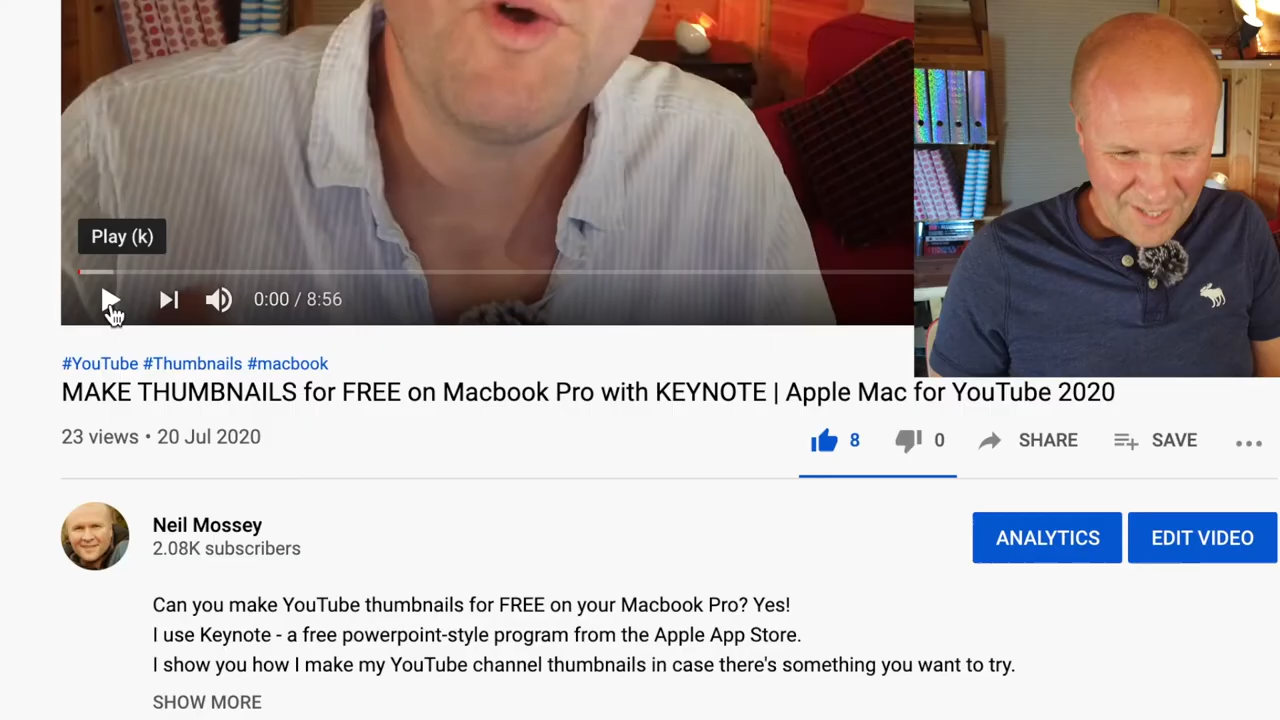 Play (k)
0:00 / 8:56
#YouTube #Thumbnails #macbook
MAKE THUMBNAILS for FREE on Macbook Pro with KEYNOTE | Apple Mac for YouTube 2020
23 views • 20 Jul 2020
8
0
SHARE
SAVE
Neil Mossey
2.08K subscribers
ANALYTICS
EDIT VIDEO
Can you make YouTube thumbnails for FREE on your Macbook Pro? Yes!
I use Keynote - a free powerpoint-style program from the Apple App Store.
I show you how I make my YouTube channel thumbnails in case there's something you want to try.
SHOW MORE